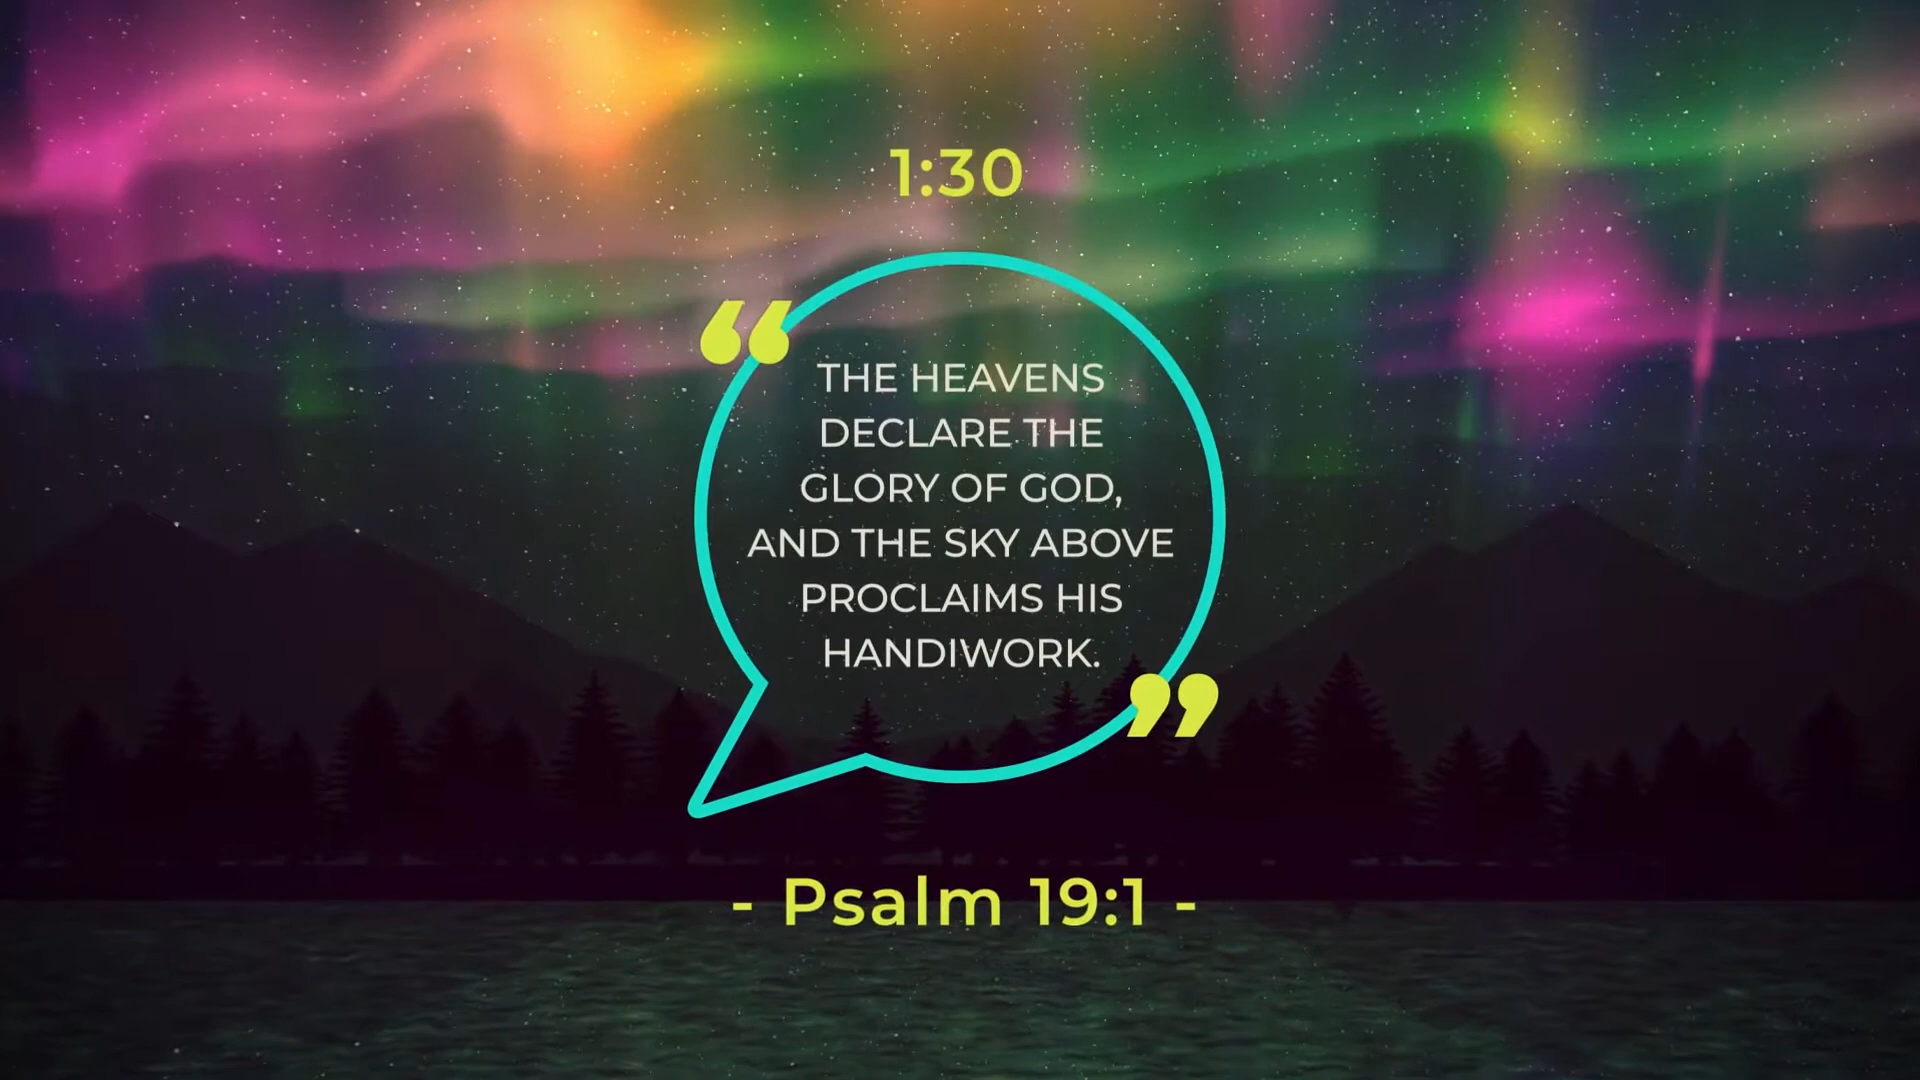 1:30
“
THE HEAVENS
DECLARE THE
GLORY OF GOD,
AND THE SKY ABOVE
PROCLAIMS HIS
HANDIWORK.
”
- Psalm 19:1 -